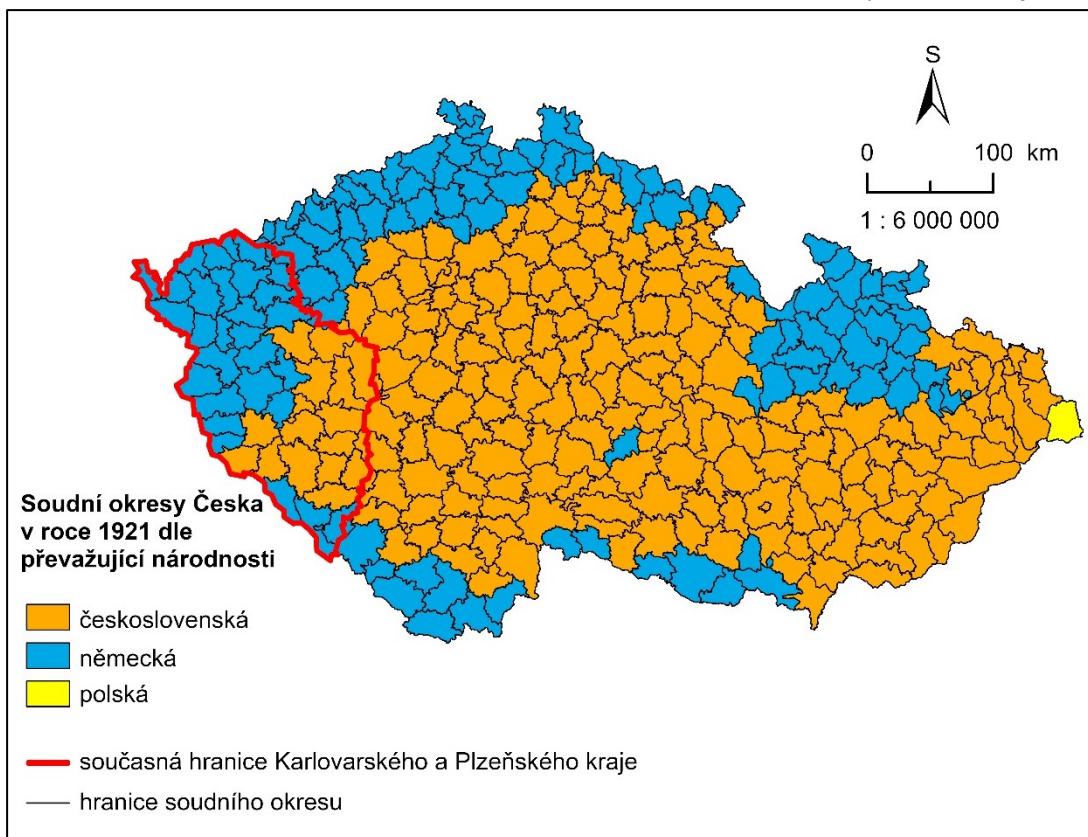 S
0 100 km
1 : 6 000 000
Soudní okresy Česka
v roce 1921 dle
převažující národnosti
československá
německá
polská
současná hranice Karlovarského a Plzeňského kraje
hranice soudního okresu